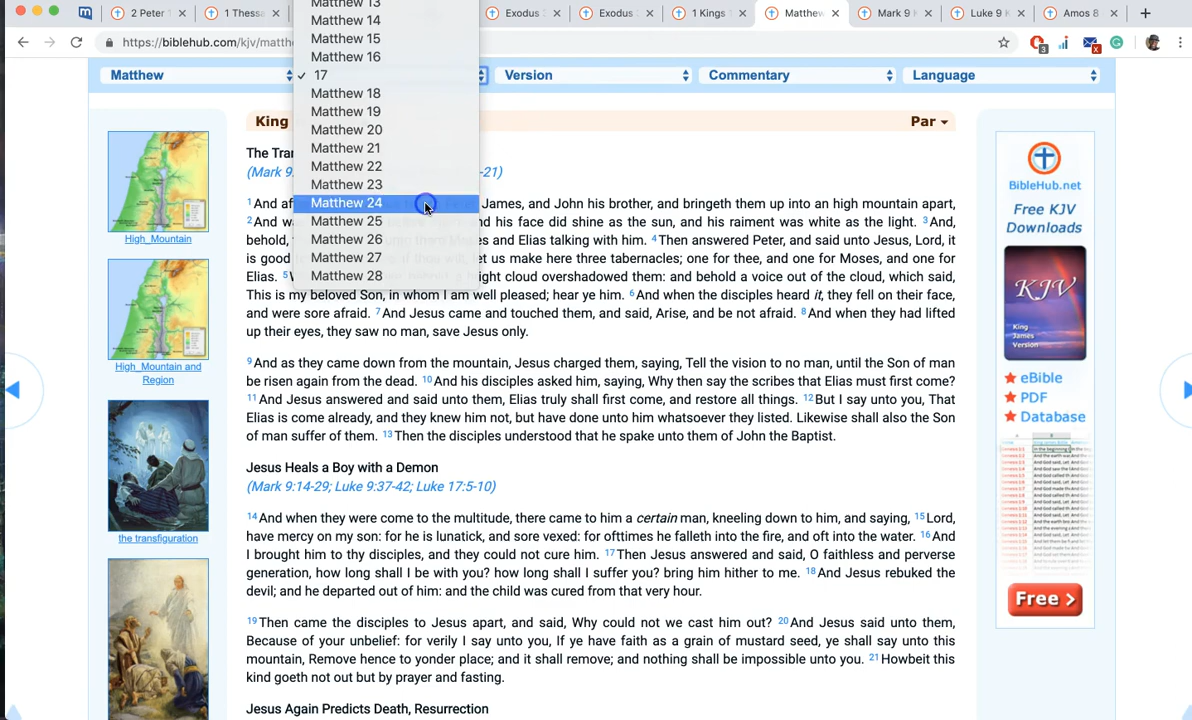 2 Peter
1 Thessa
Exodus
Exodus
1 Kings
Matthew
Mark 9
Luke 9
Amos 8
https://biblehub.com/kjv/matthe
3
x
Matthew
Version
Commentary
Language
Matthew 13
Matthew 14
Matthew 15
Matthew 16
✓ 17
Matthew 18
Matthew 19
Matthew 20
Matthew 21
Matthew 22
Matthew 23
Matthew 24
Matthew 25
Matthew 26
Matthew 27
Matthew 28
High_Mountain
High_Mountain and
Region
the transfiguration
King
Par
The Tra
(Mark 9: -21)
1 And af James, and John his brother, and bringeth them up into an high mountain apart,
2 And w and his face did shine as the sun, and his raiment was white as the light. 3 And,
behold, es and Elias talking with him. 4 Then answered Peter, and said unto Jesus, Lord, it
is good let us make here three tabernacles; one for thee, and one for Moses, and one for
Elias. 5 ght cloud overshadowed them: and behold a voice out of the cloud, which said,
This is my beloved Son, in whom I am well pleased; hear ye him. 6 And when the disciples heard it, they fell on their face,
and were sore afraid. 7 And Jesus came and touched them, and said, Arise, and be not afraid. 8 And when they had lifted
up their eyes, they saw no man, save Jesus only.
9 And as they came down from the mountain, Jesus charged them, saying, Tell the vision to no man, until the Son of man
be risen again from the dead. 10 And his disciples asked him, saying, Why then say the scribes that Elias must first come?
11 And Jesus answered and said unto them, Elias truly shall first come, and restore all things. 12 But I say unto you, That
Elias is come already, and they knew him not, but have done unto him whatsoever they listed. Likewise shall also the Son
of man suffer of them. 13 Then the disciples understood that he spake unto them of John the Baptist.
Jesus Heals a Boy with a Demon
(Mark 9:14-29; Luke 9:37-42; Luke 17:5-10)
14 And when they were come to the multitude, there came to him a certain man, kneeling down to him, and saying, 15 Lord,
have mercy on my son: for he is lunatick, and sore vexed: for ofttimes he falleth into the fire, and oft into the water. 16 And
I brought him to thy disciples, and they could not cure him. 17 Then Jesus answered and said, O faithless and perverse
generation, how long shall I be with you? how long shall I suffer you? bring him hither to me. 18 And Jesus rebuked the
devil; and he departed out of him: and the child was cured from that very hour.
19 Then came the disciples to Jesus apart, and said, Why could not we cast him out? 20 And Jesus said unto them,
Because of your unbelief: for verily I say unto you, If ye have faith as a grain of mustard seed, ye shall say unto this
mountain, Remove hence to yonder place; and it shall remove; and nothing shall be impossible unto you. 21 Howbeit this
kind goeth not out but by prayer and fasting.
Jesus Again Predicts Death, Resurrection
BibleHub.net
Free KJV
Downloads
KJV
King
James
Version
eBible
PDF
Database
Free >